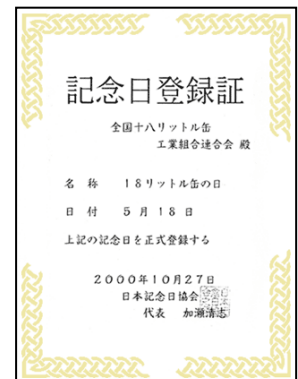 記念日登録証
全国十八リットル缶
工業組合連合会 殿
名 称 18リットル缶の日
日 付 5月18日
上記の記念日を正式登録する
2000年10月27日
日本記念日協会
代表 加瀬清志